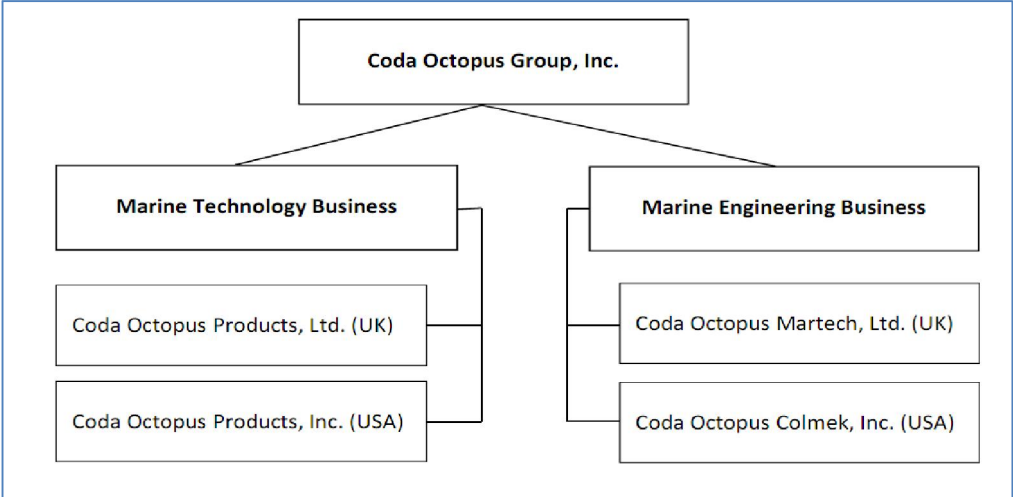 Coda Octopus Group, Inc.
Marine Technology Business
Marine Engineering Business
Coda Octopus Products, Ltd. (UK)
Coda Octopus Martech, Ltd. (UK)
Coda Octopus Products, Inc. (USA)
Coda Octopus Colmek, Inc. (USA)